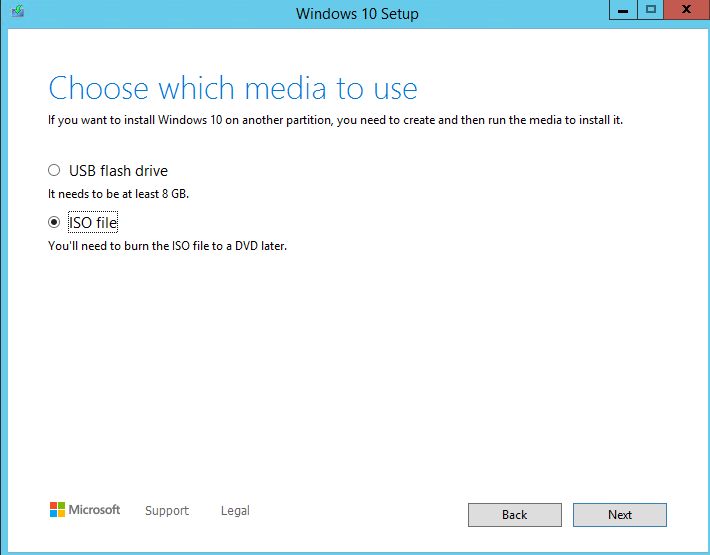 Windows 10 Setup
Choose which media to use
If you want to install Windows 10 on another partition, you need to create and then run the media to install it.
USB flash drive
It needs to be at least 8 GB.
ISO file
You'll need to burn the ISO file to a DVD later.
Microsoft Support Legal Back Next